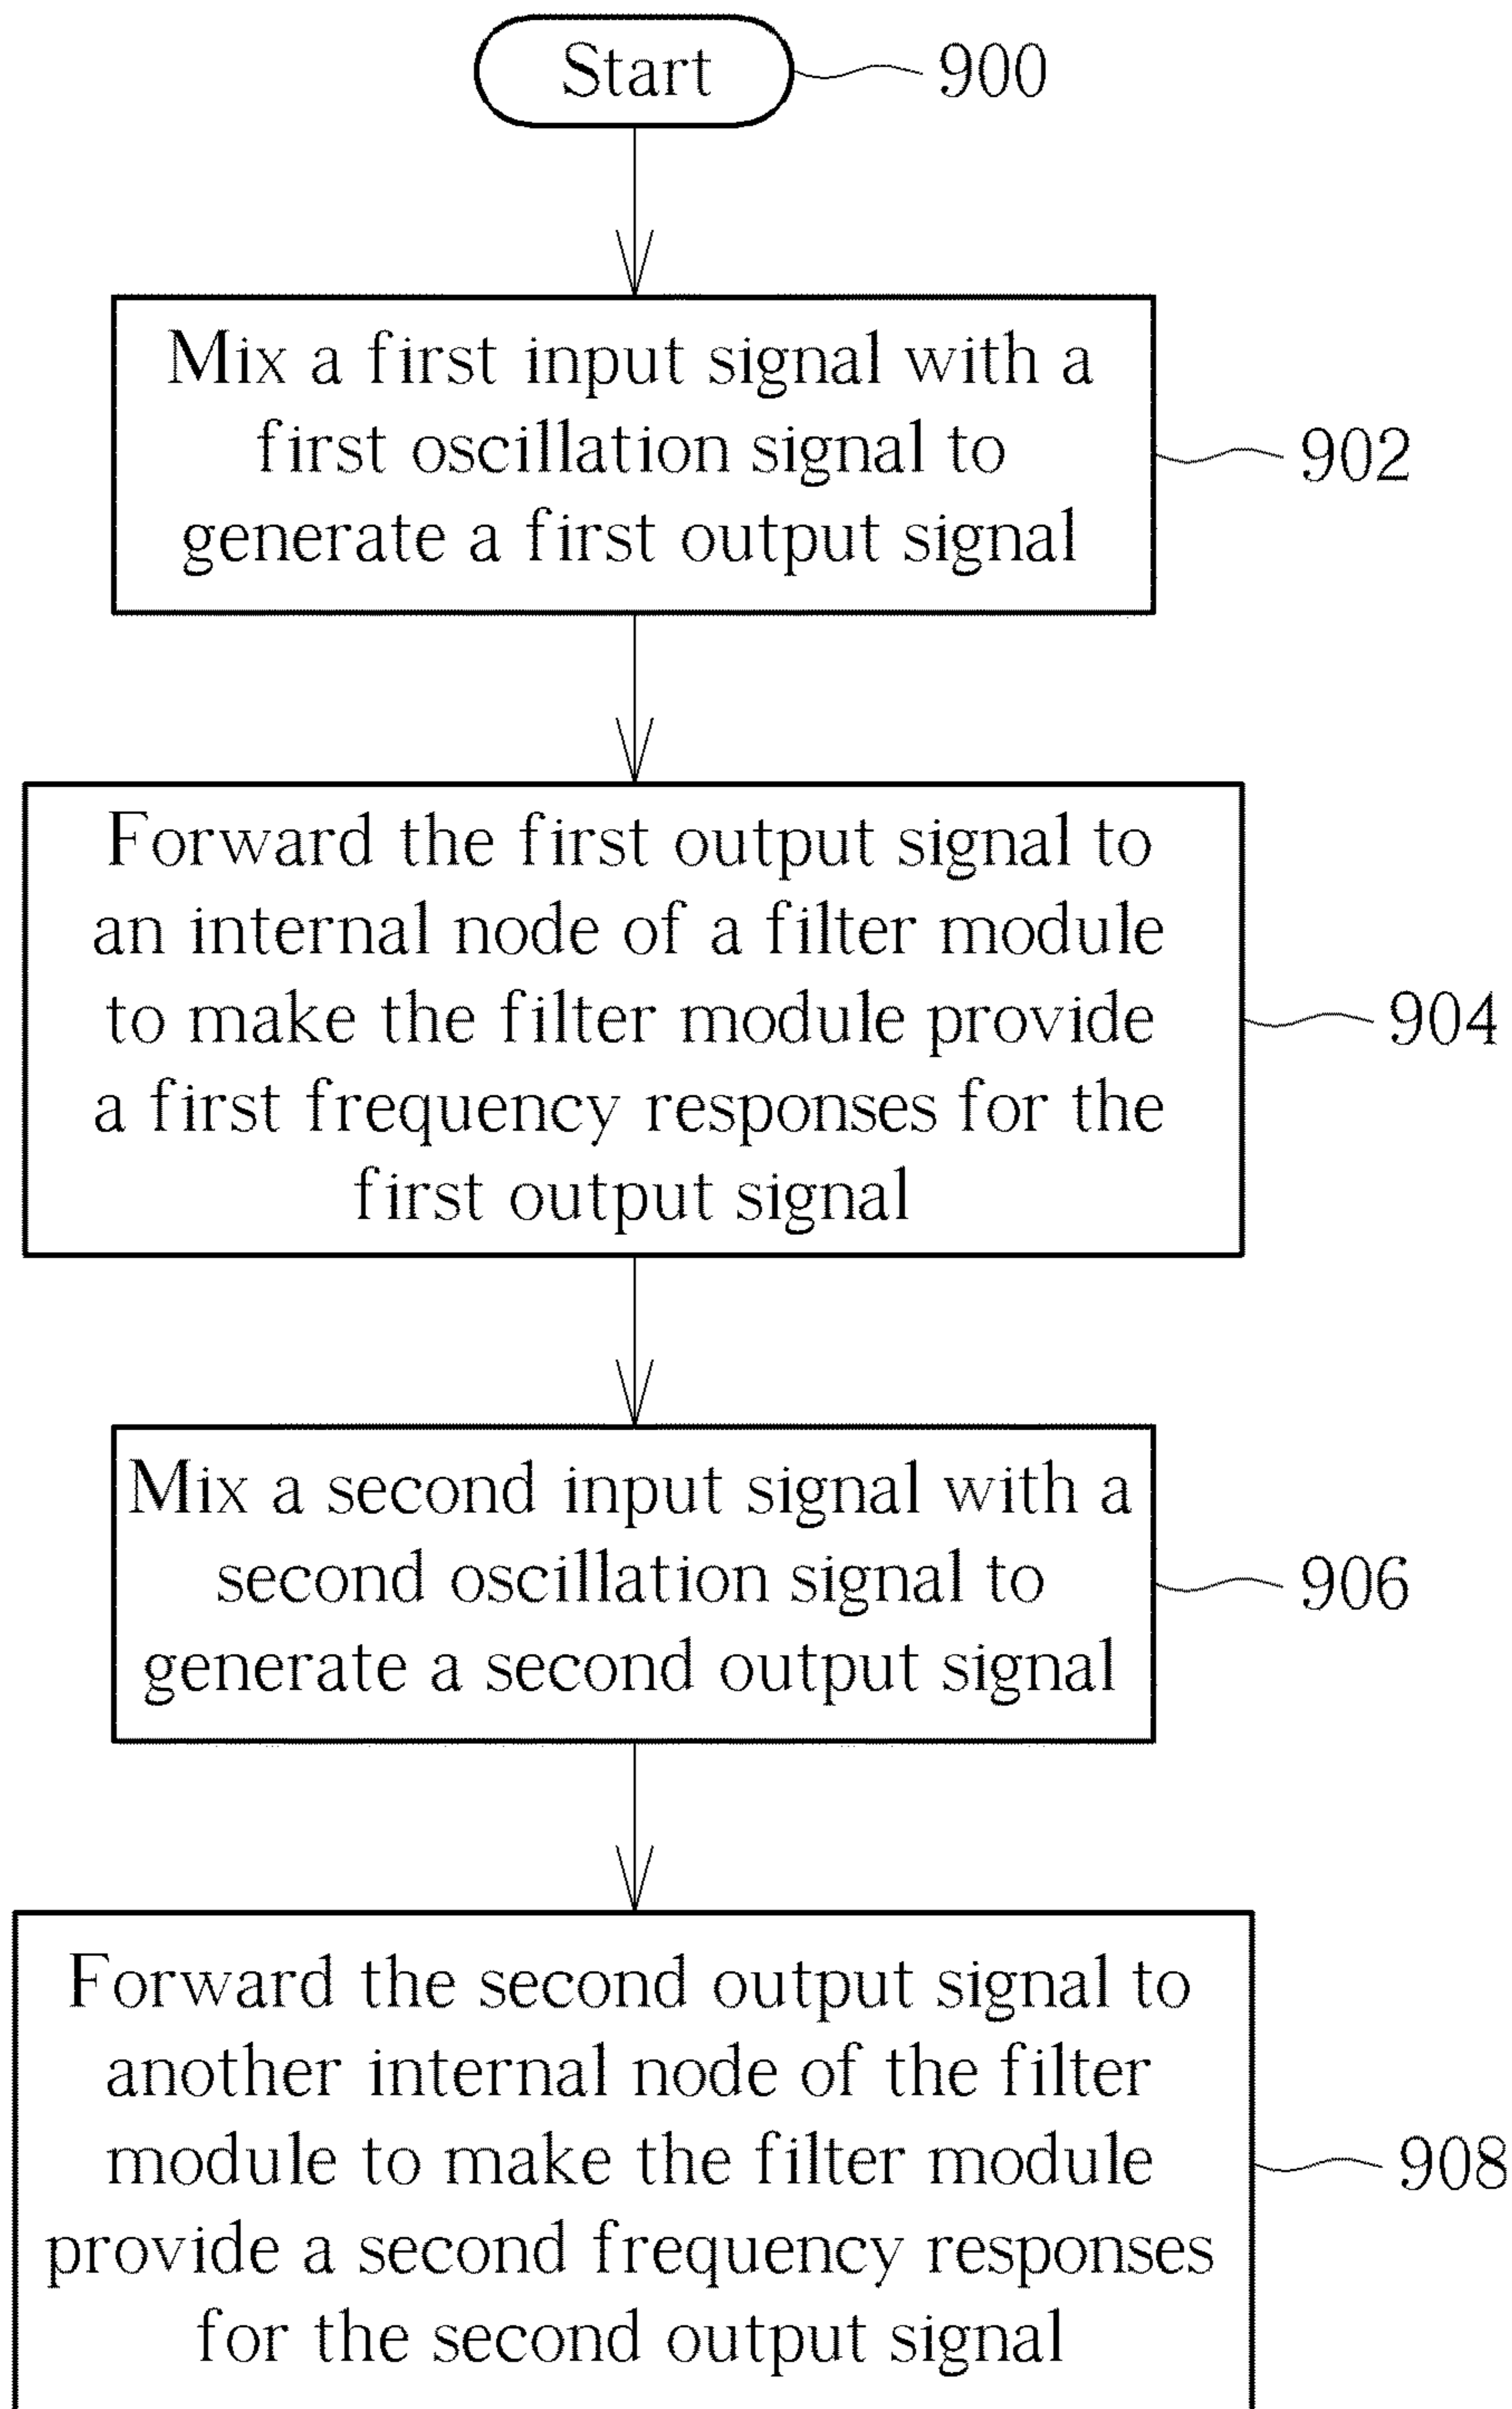 Start
900
Mix a first input signal with a
first oscillation signal to
generate a first output signal
902
Forward the first output signal to
an internal node of a filter module
to make the filter module provide
a first frequency responses for the
first output signal
904
Mix a second input signal with a
second oscillation signal to
generate a second output signal
906
Forward the second output signal to
another internal node of the filter
module to make the filter module
provide a second frequency responses
for the second output signal
908